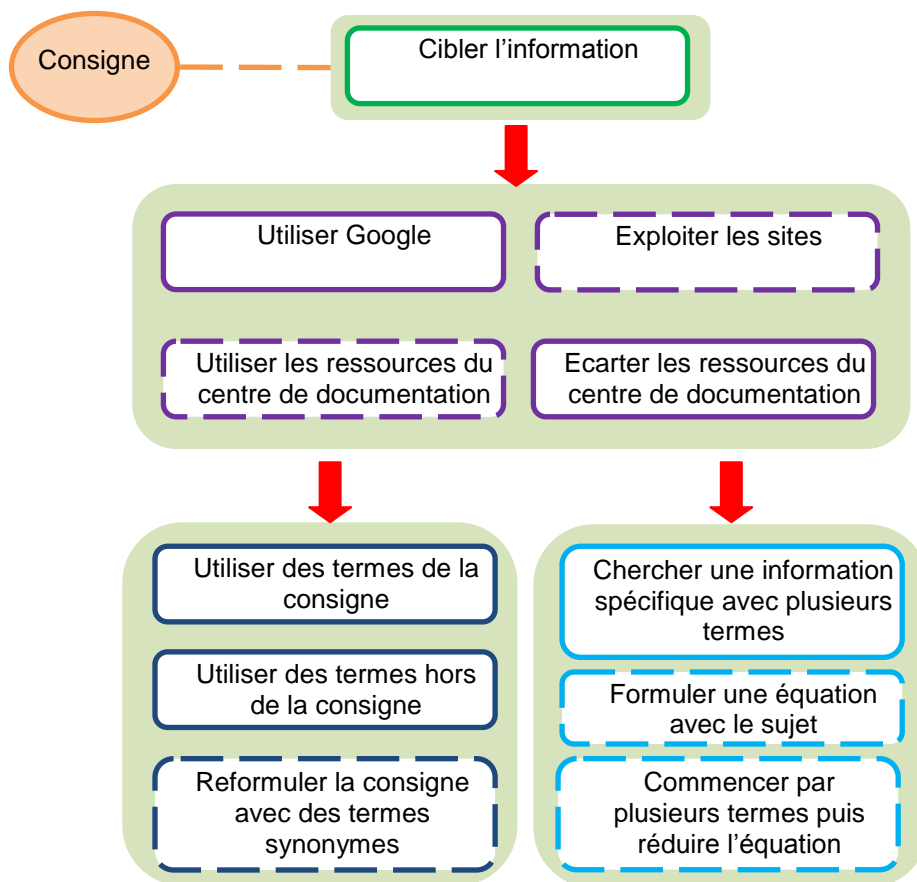 Consigne
Cibler l’information
Utiliser Google
Exploiter les sites
Utiliser les ressources du
centre de documentation
Ecarter les ressources du
centre de documentation
Utiliser des termes de la
consigne
Utiliser des termes hors
de la consigne
Reformuler la consigne
avec des termes
synonymes
Chercher une information
spécifique avec plusieurs
termes
Formuler une équation
avec le sujet
Commencer par
plusieurs termes puis
réduire l’équation